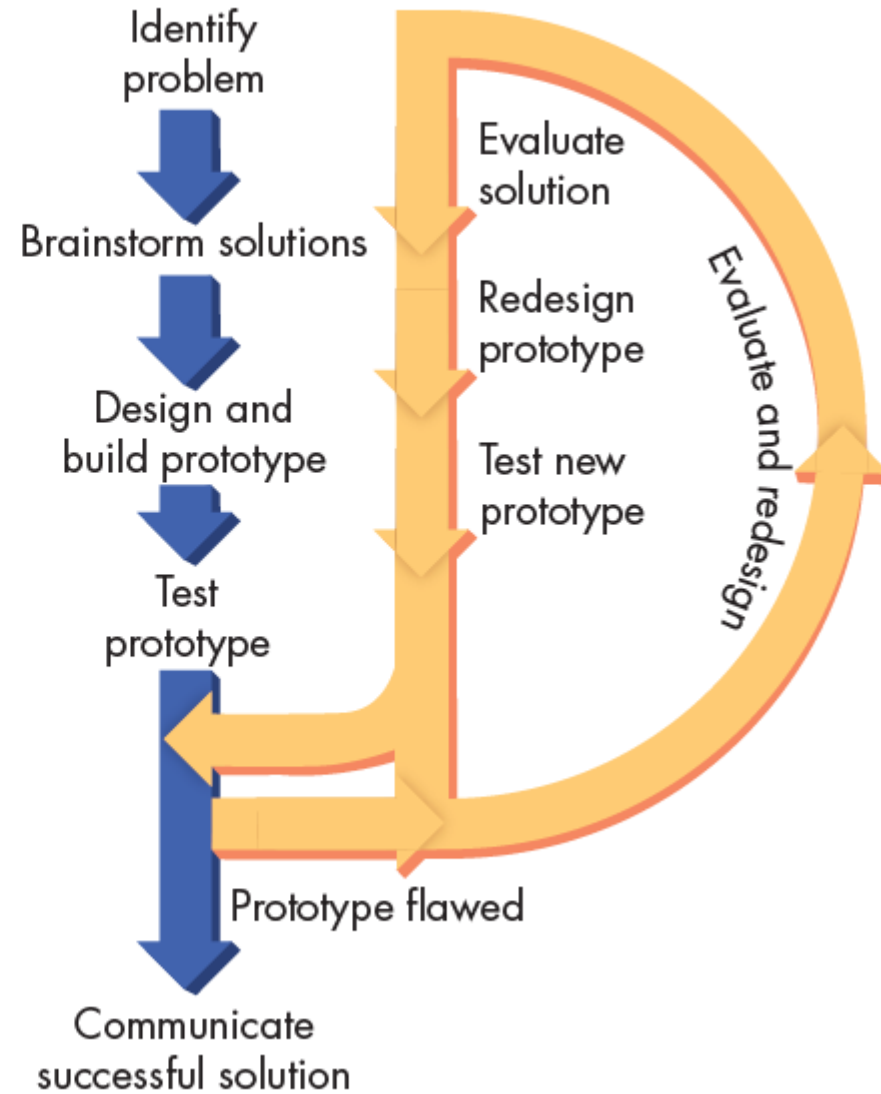 Identify
problem
Brainstorm solutions
Design and
build prototype
Test
prototype
Prototype flawed
Communicate
successful solution
Evaluate
solution
Redesign
prototype
Test new
prototype
Evaluate and redesign